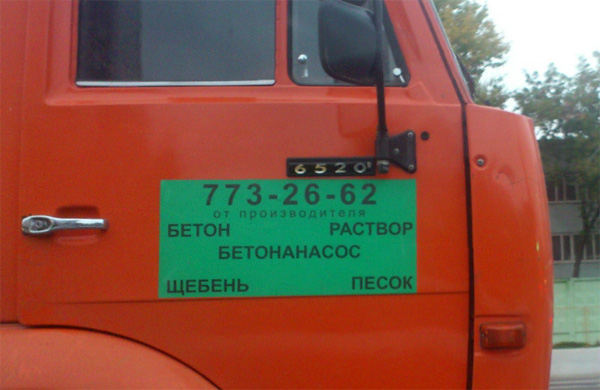 6520
773-26-62
от производителя
БЕТОН РАСТВОР
БЕТОНАНАСОС
ЩЕБЕНЬ ПЕСОК